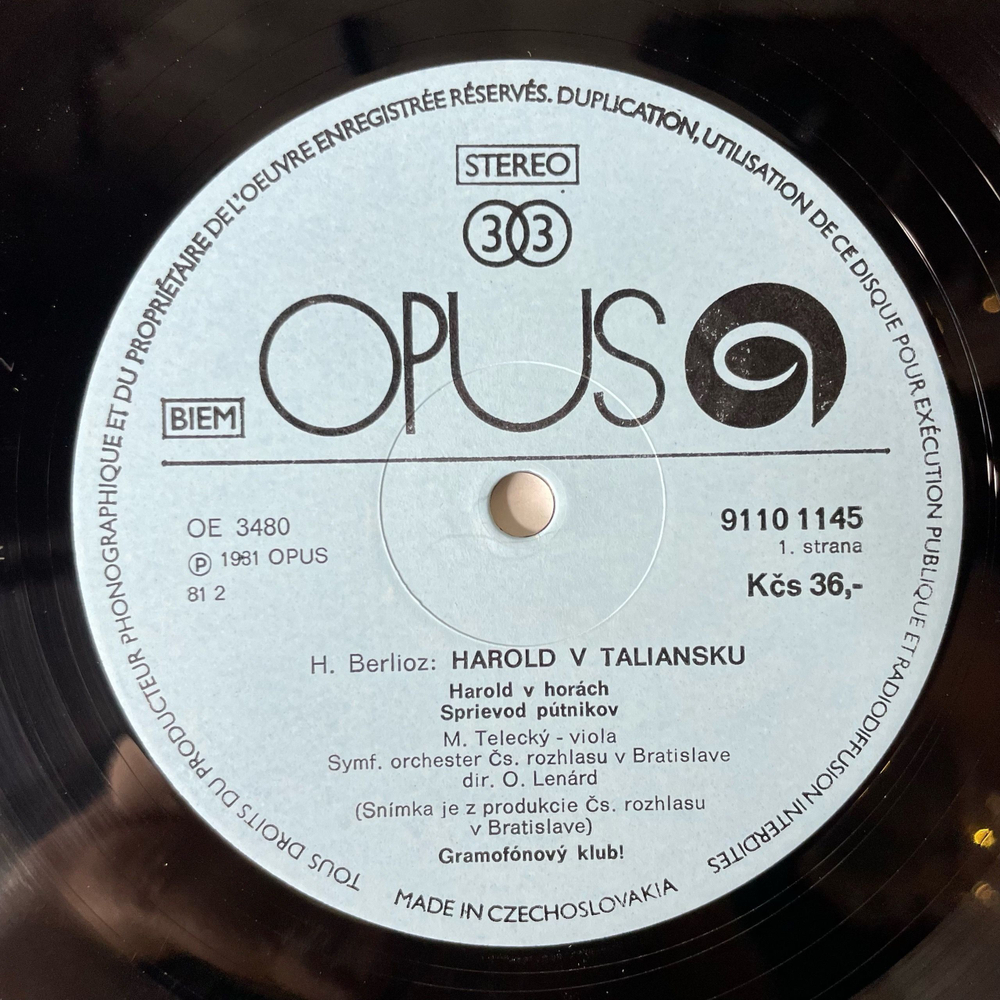 TOUS DROITS DU PRODUCTEUR PHONOGRAPHIQUE ET DU PROPRIÉTAIRE DE L'OEUVRE ENREGISTRÉE RÉSERVÉS. DUPLICATION, UTILISATION DE CE DISQUE POUR EXÉCUTION PUBLIQUE ET RADIODIFFUSION INTERDITES
STEREO
33
OPUS
BIEM
OE 3480
Ⓟ 1981 OPUS
81 2
9110 1145
1. strana
Kčs 36,-
H. Berlioz: HAROLD V TALIANSKU
Harold v horách
Sprievod pútnikov
M. Telecký - viola
Symf. orchester Čs. rozhlasu v Bratislave
dir. O. Lenárd
(Snímka je z produkcie Čs. rozhlasu
v Bratislave)
Gramofónový klub!
MADE IN CZECHOSLOVAKIA